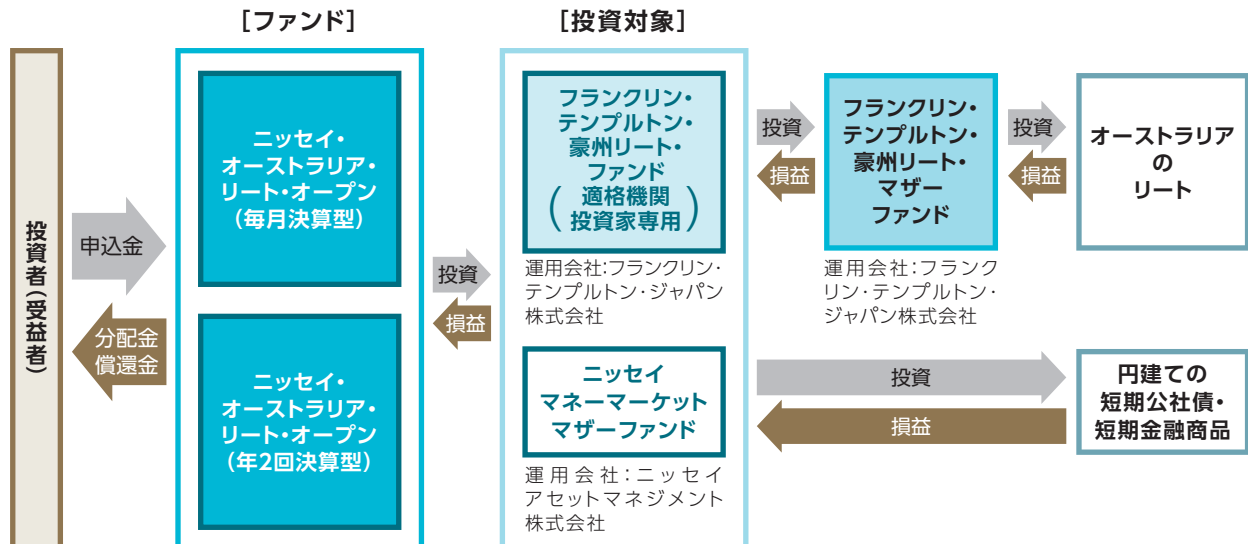 [ファンド]
[投資対象]
投資者(受益者)
申込金
分配金
償還金
ニッセイ・
オーストラリア・
リート・オープン
(毎月決算型)
ニッセイ・
オーストラリア・
リート・オープン
(年2回決算型)
投資
損益
フランクリン・
テンプルトン・
豪州リート・
ファンド
(適格機関
投資家専用)
運用会社:フランクリン・
テンプルトン・ジャパン
株式会社
ニッセイ
マネーマーケット
マザーファンド
運用会社:ニッセイ
アセットマネジメント
株式会社
投資
損益
フランクリン・
テンプルトン・
豪州リート・
マザー
ファンド
運用会社:フランク
リン・テンプルトン・
ジャパン株式会社
投資
損益
オーストラリア
の
リート
投資
損益
円建ての
短期公社債・
短期金融商品